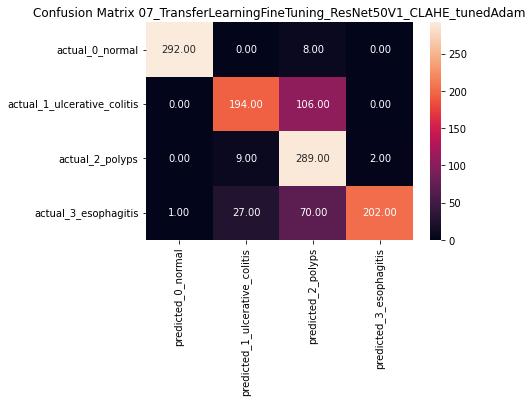 Confusion Matrix 07_TransferLearningFineTuning_ResNet50V1_CLAHE_tunedAdam
actual_0_normal 292.00 0.00 8.00 0.00
actual_1_ulcerative_colitis 0.00 194.00 106.00 0.00
actual_2_polyps 0.00 9.00 289.00 2.00
actual_3_esophagitis 1.00 27.00 70.00 202.00
predicted_0_normal
predicted_1_ulcerative_colitis
predicted_2_polyps
predicted_3_esophagitis
250
200
150
100
50
0